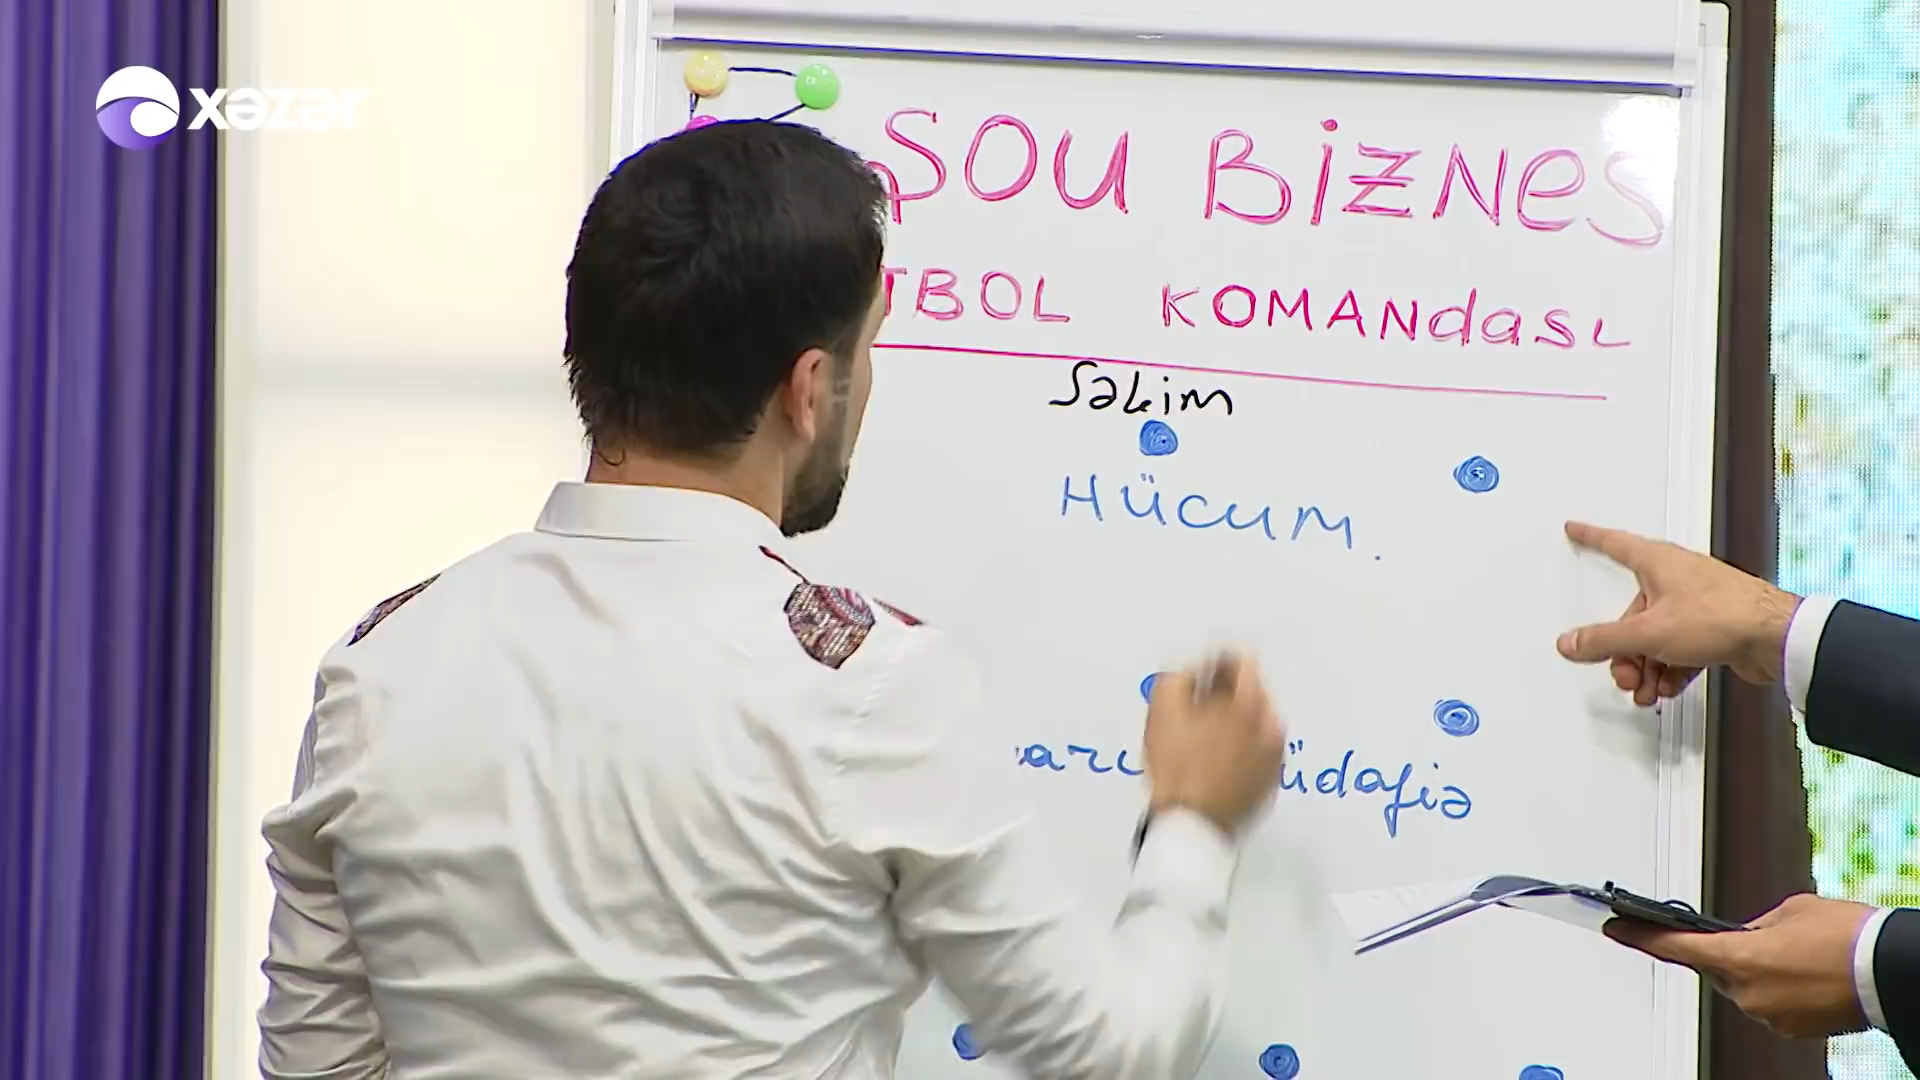 xəzər
ŞOU BİZNES
TBOL KOMANdASı
Səlim
HÜCUM.
üdafiə